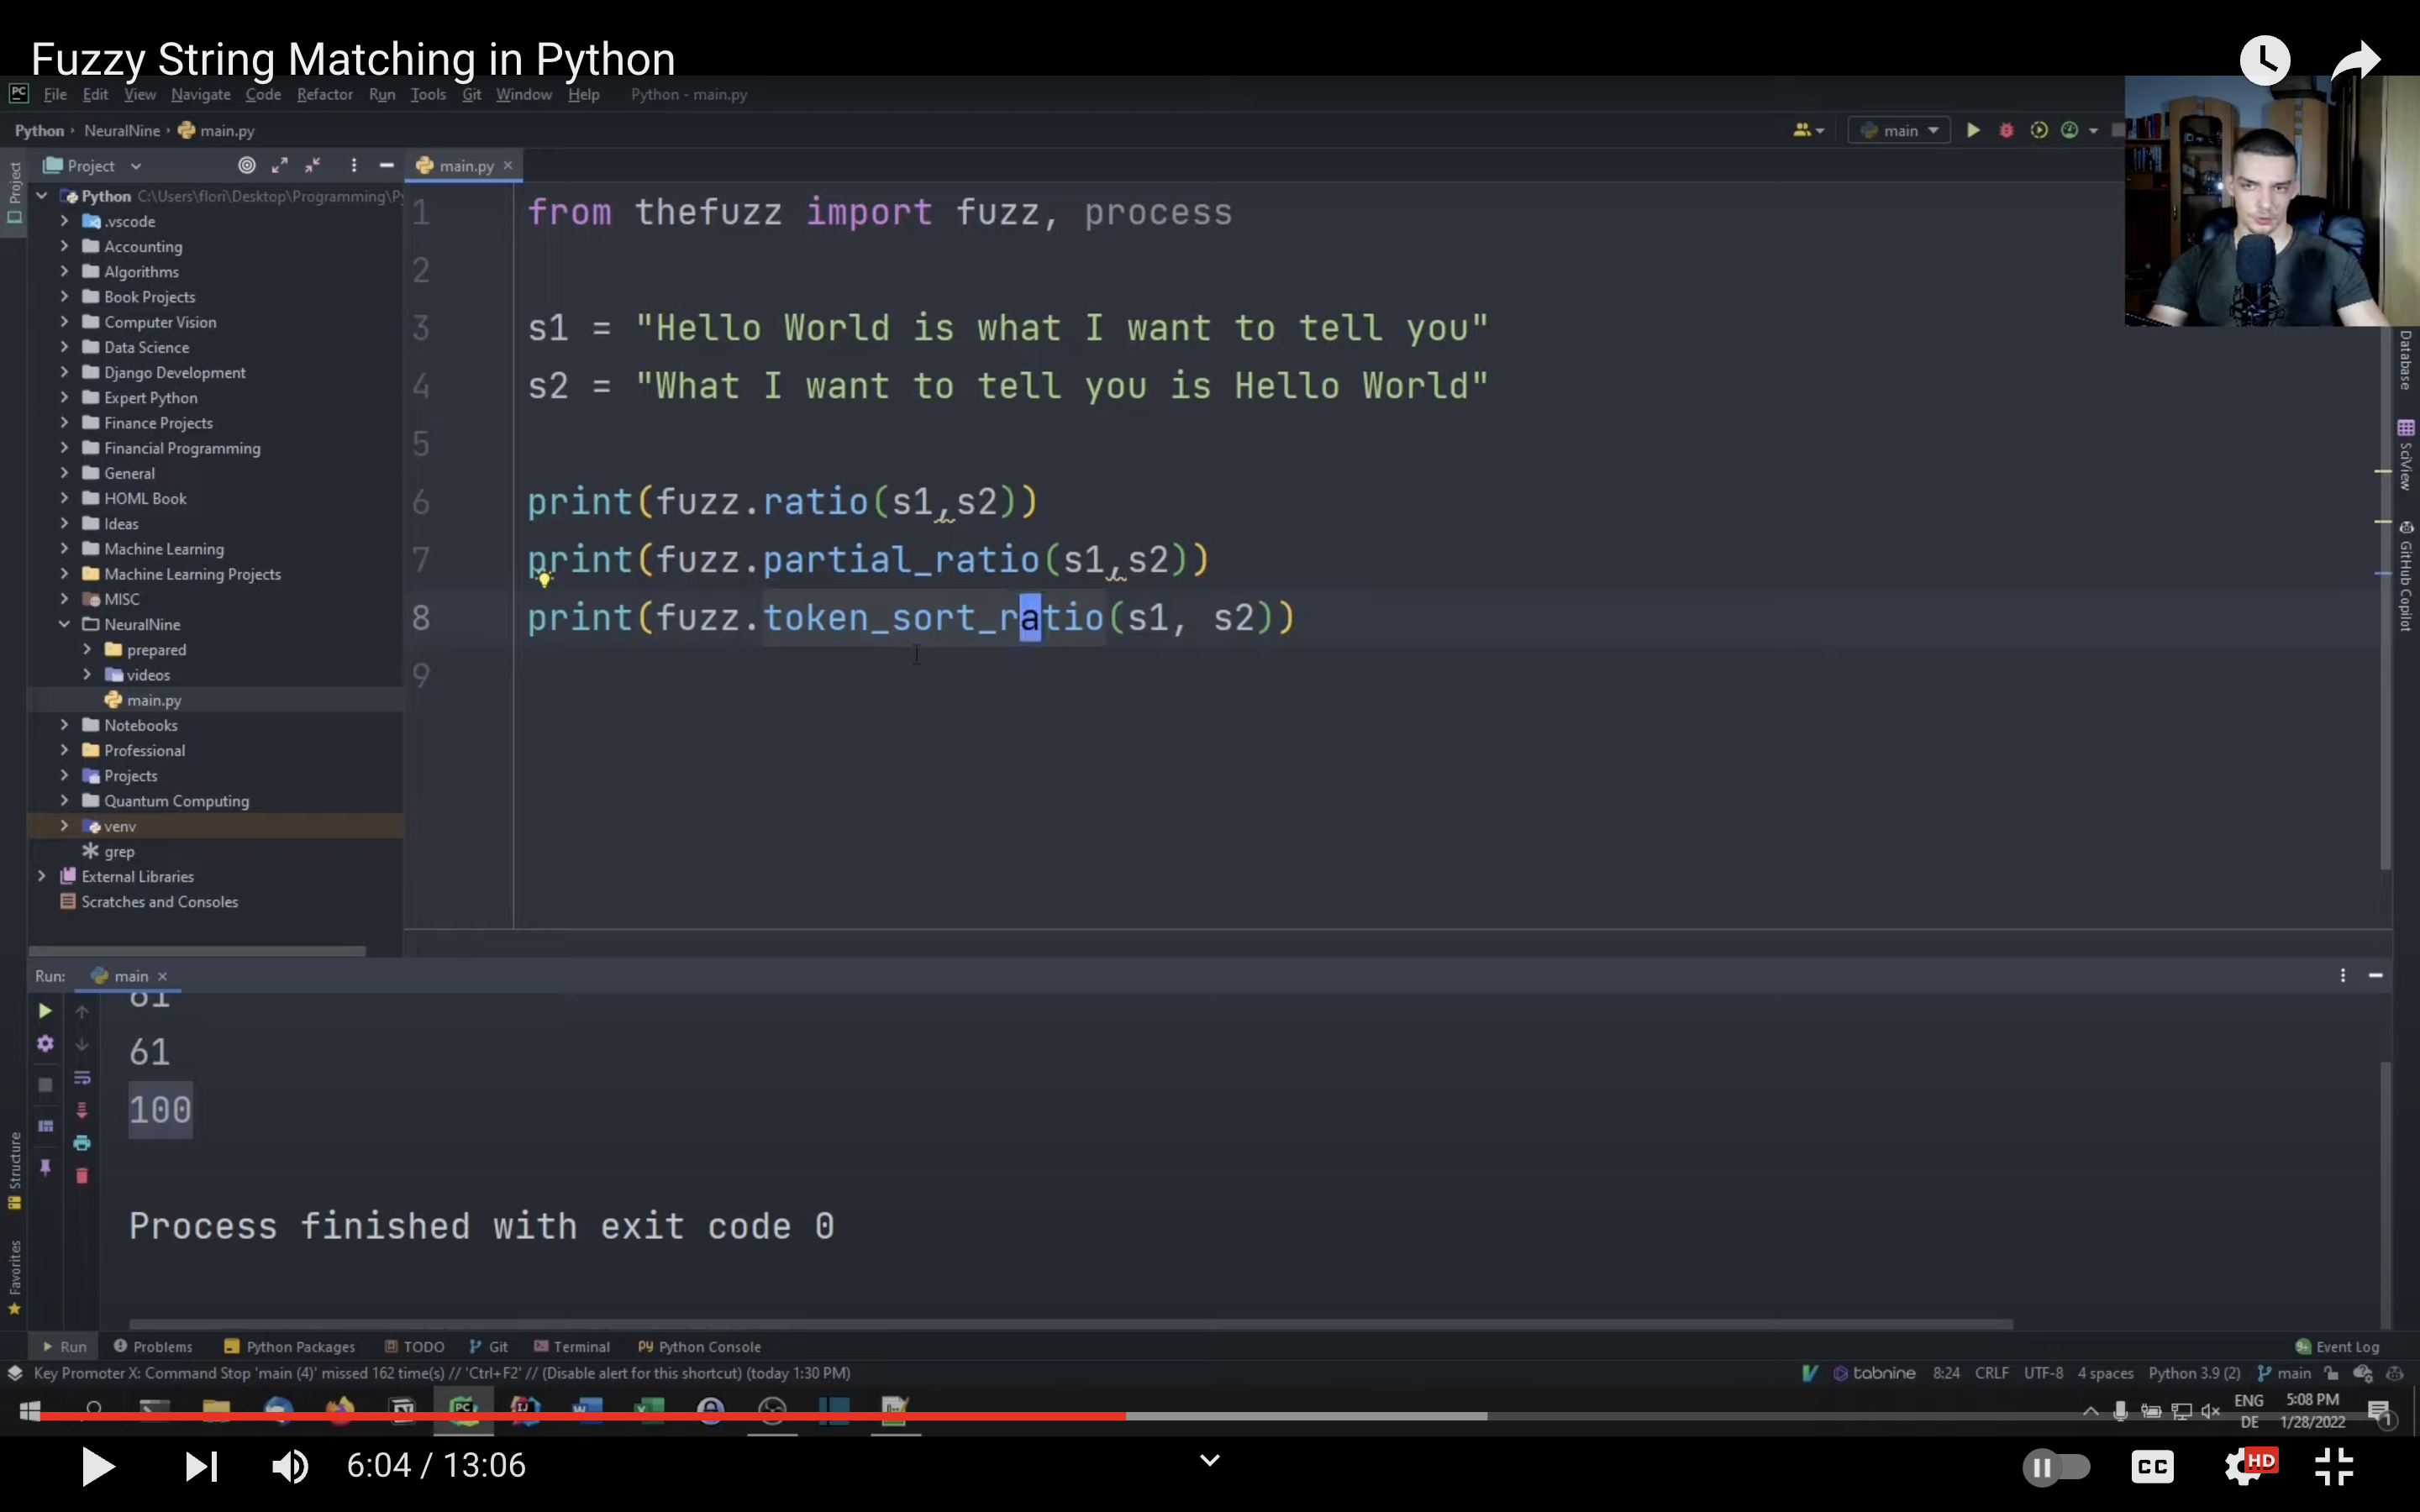 Fuzzy String Matching in Python
PC File Edit View Navigate Code Refactor Run Tools Git Window Help Python - main.py
Python › NeuralNine › main.py
main
Project
main.py
Project
Python C:\Users\flori\Desktop\Programming\Py
.vscode
Accounting
Algorithms
Book Projects
Computer Vision
Data Science
Django Development
Expert Python
Finance Projects
Financial Programming
General
HOML Book
Ideas
Machine Learning
Machine Learning Projects
MISC
NeuralNine
prepared
videos
main.py
Notebooks
Professional
Projects
Quantum Computing
venv
grep
External Libraries
Scratches and Consoles
1 from thefuzz import fuzz, process
2
3 s1 = "Hello World is what I want to tell you"
4 s2 = "What I want to tell you is Hello World"
5
6 print(fuzz.ratio(s1,s2))
7 print(fuzz.partial_ratio(s1,s2))
8 print(fuzz.token_sort_ratio(s1, s2))
9
Database
SciView
GitHub Copilot
Run: main
61
61
100
Process finished with exit code 0
Structure
Favorites
Run Problems Python Packages TODO Git Terminal Python Console Event Log
Key Promoter X: Command Stop 'main (4)' missed 162 time(s) // 'Ctrl+F2' // (Disable alert for this shortcut) (today 1:30 PM)
tabnine 8:24 CRLF UTF-8 4 spaces Python 3.9 (2) main
ENG 5:08 PM
DE 1/28/2022
1
6:04 / 13:06
CC HD